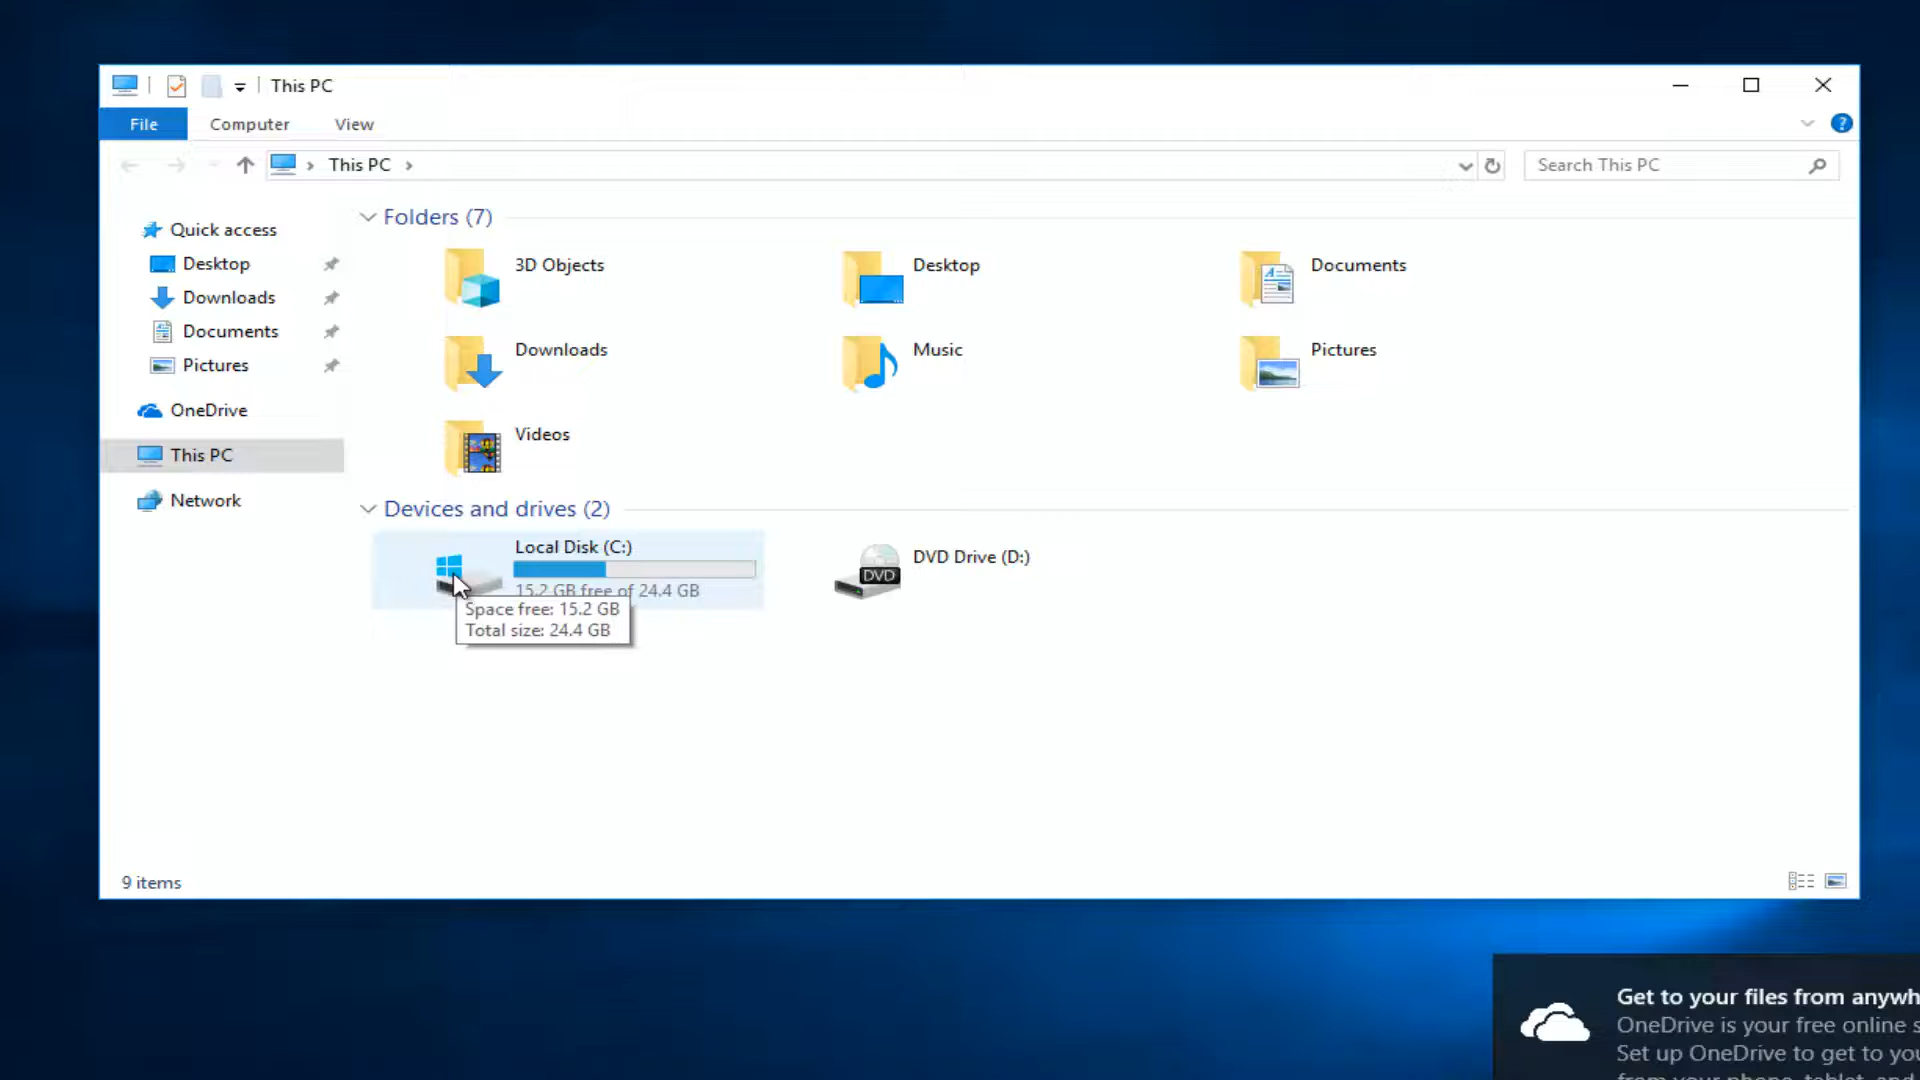 This PC
File Computer View
This PC
Search This PC
Quick access
Desktop
Downloads
Documents
Pictures
OneDrive
This PC
Network
Folders (7)
3D Objects
Desktop
Documents
Downloads
Music
Pictures
Videos
Devices and drives (2)
Local Disk (C:)
15.2 GB free of 24.4 GB
Space free: 15.2 GB
Total size: 24.4 GB
DVD
DVD Drive (D:)
9 items
Get to your files from anywh
OneDrive is your free online s
Set up OneDrive to get to you
from your phone, tablet, and